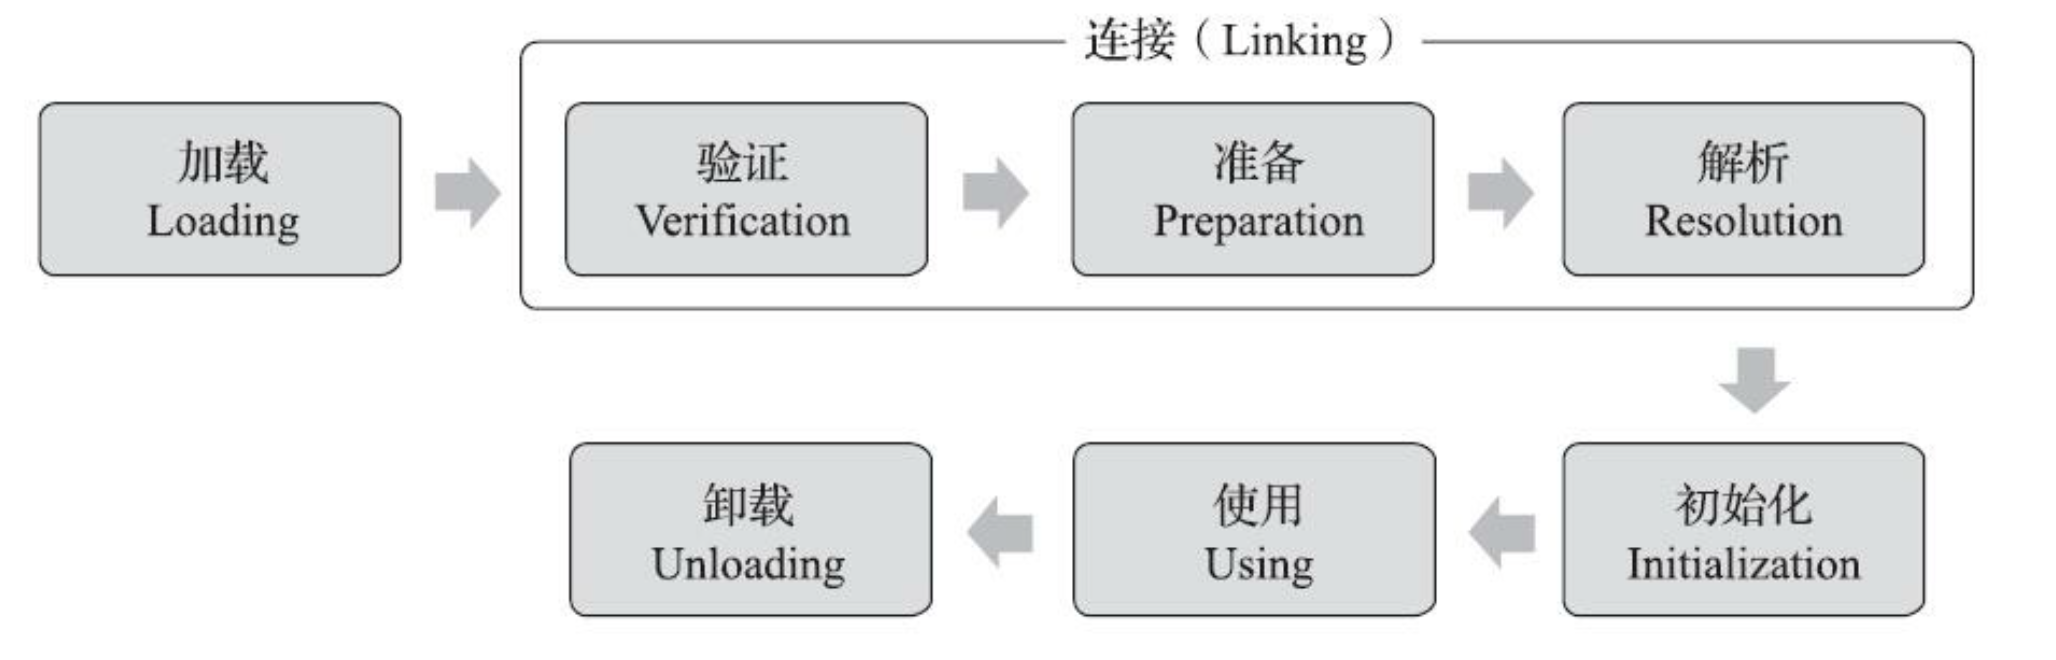 连接（Linking）
加载
Loading
验证
Verification
准备
Preparation
解析
Resolution
卸载
Unloading
使用
Using
初始化
Initialization